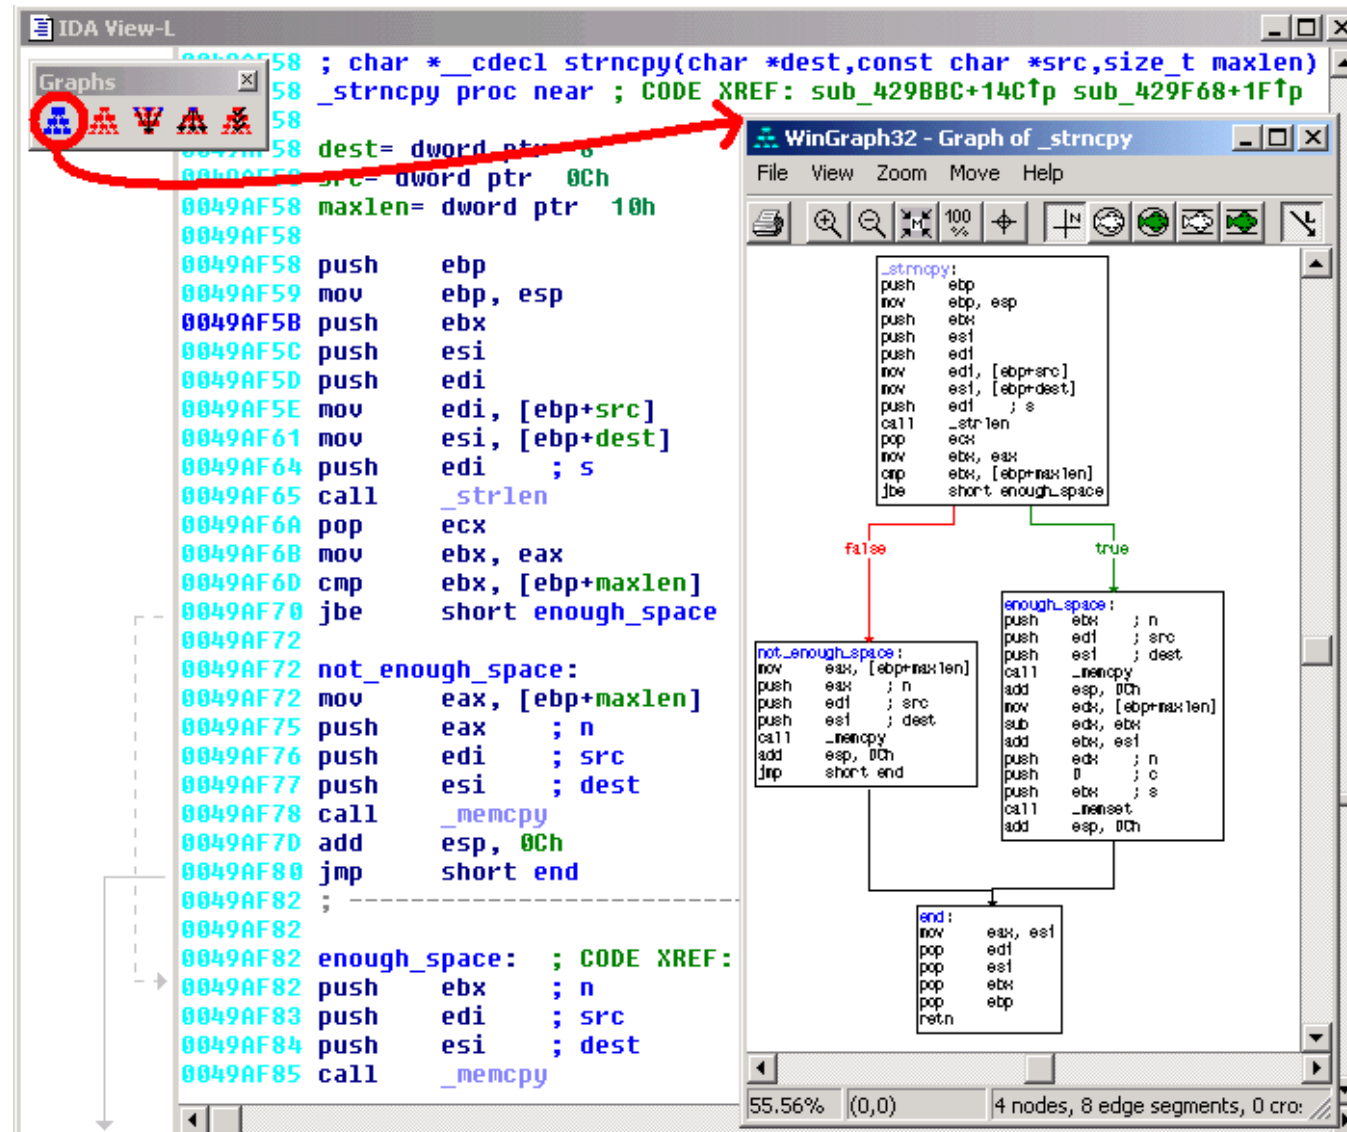 IDA View-L
Graphs
58 ; char *__cdecl strncpy(char *dest,const char *src,size_t maxlen)
58 _strncpy proc near ; CODE XREF: sub_429BBC+14C↑p sub_429F68+1F↑p
58
58 dest= dword ptr
src= dword ptr  0Ch
0049AF58 maxlen= dword ptr  10h
0049AF58
0049AF58 push ebp
0049AF59 mov ebp, esp
0049AF5B push ebx
0049AF5C push esi
0049AF5D push edi
0049AF5E mov edi, [ebp+src]
0049AF61 mov esi, [ebp+dest]
0049AF64 push edi ; s
0049AF65 call _strlen
0049AF6A pop ecx
0049AF6B mov ebx, eax
0049AF6D cmp ebx, [ebp+maxlen]
0049AF70 jbe short enough_space
0049AF72
0049AF72 not_enough_space:
0049AF72 mov eax, [ebp+maxlen]
0049AF75 push eax ; n
0049AF76 push edi ; src
0049AF77 push esi ; dest
0049AF78 call _memcpy
0049AF7D add esp, 0Ch
0049AF80 jmp short end
0049AF82 ; ---------------------------
0049AF82
0049AF82 enough_space: ; CODE XREF:
0049AF82 push ebx ; n
0049AF83 push edi ; src
0049AF84 push esi ; dest
0049AF85 call _memcpy
WinGraph32 - Graph of _strncpy
File View Zoom Move Help
M 100 % N
_strncpy:
push ebp
mov ebp, esp
push ebx
push esi
push edi
mov edi, [ebp+src]
mov esi, [ebp+dest]
push edi ; s
call _strlen
pop ecx
mov ebx, eax
cmp ebx, [ebp+maxlen]
jbe short enough_space
false
true
not_enough_space:
mov eax, [ebp+maxlen]
push eax ; n
push edi ; src
push esi ; dest
call _memcpy
add esp, 0Ch
jmp short end
enough_space:
push ebx ; n
push edi ; src
push esi ; dest
call _memcpy
add esp, 0Ch
mov edx, [ebp+maxlen]
sub edx, ebx
add ebx, esi
push edx ; n
push 0 ; c
push ebx ; s
call _memset
add esp, 0Ch
end:
mov eax, esi
pop edi
pop esi
pop ebx
pop ebp
retn
55.56% (0,0) 4 nodes, 8 edge segments, 0 cro: